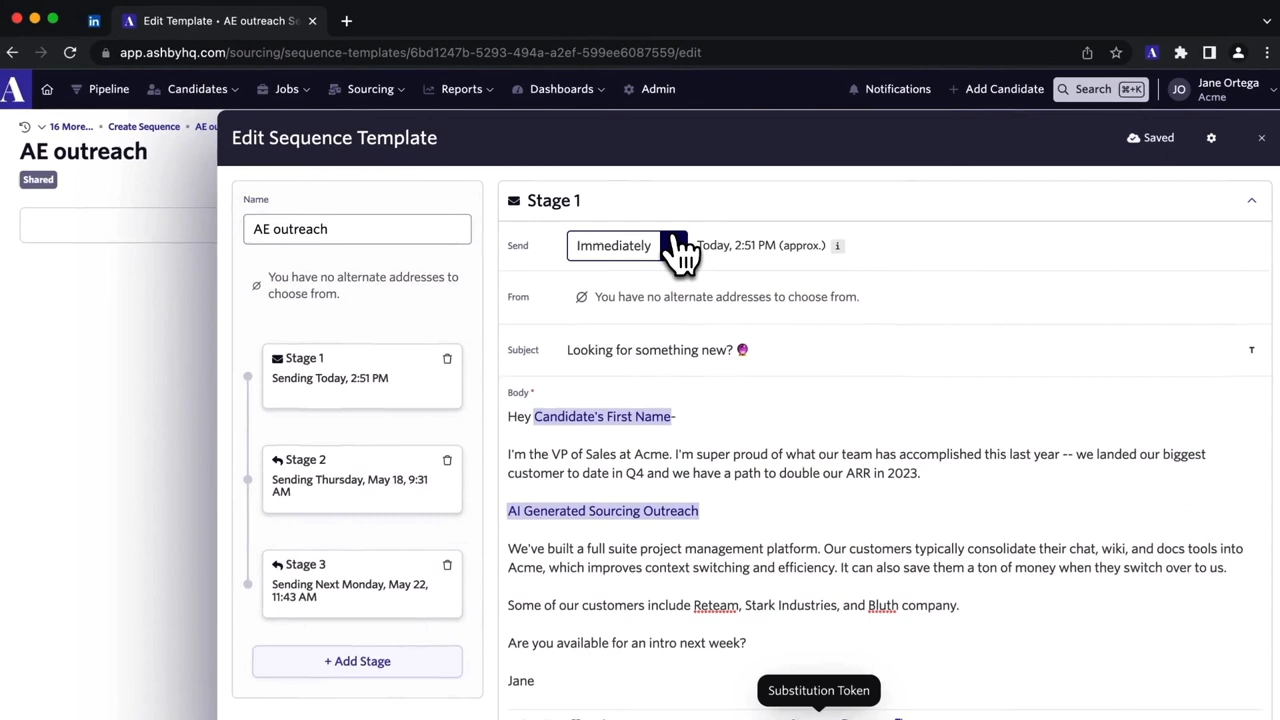 Edit Template • AE outreach Se
app.ashbyhq.com/sourcing/sequence-templates/6bd1247b-5293-494a-a2ef-599ee6087559/edit
Pipeline
Candidates
Jobs
Sourcing
Reports
Dashboards
Admin
Notifications
Add Candidate
Search ⌘+K
JO
Jane Ortega
Acme
16 More... • Create Sequence • AE ou
AE outreach
Shared
Edit Sequence Template
Saved
Name
AE outreach
You have no alternate addresses to
choose from.
Stage 1
Sending Today, 2:51 PM
Stage 2
Sending Thursday, May 18, 9:31
AM
Stage 3
Sending Next Monday, May 22,
11:43 AM
+ Add Stage
Stage 1
Send
Immediately
Today, 2:51 PM (approx.)
From
You have no alternate addresses to choose from.
Subject
Looking for something new? 🔮
Body *
Hey Candidate's First Name-
I'm the VP of Sales at Acme. I'm super proud of what our team has accomplished this last year -- we landed our biggest
customer to date in Q4 and we have a path to double our ARR in 2023.
AI Generated Sourcing Outreach
We've built a full suite project management platform. Our customers typically consolidate their chat, wiki, and docs tools into
Acme, which improves context switching and efficiency. It can also save them a ton of money when they switch over to us.
Some of our customers include Reteam, Stark Industries, and Bluth company.
Are you available for an intro next week?
Jane
Substitution Token